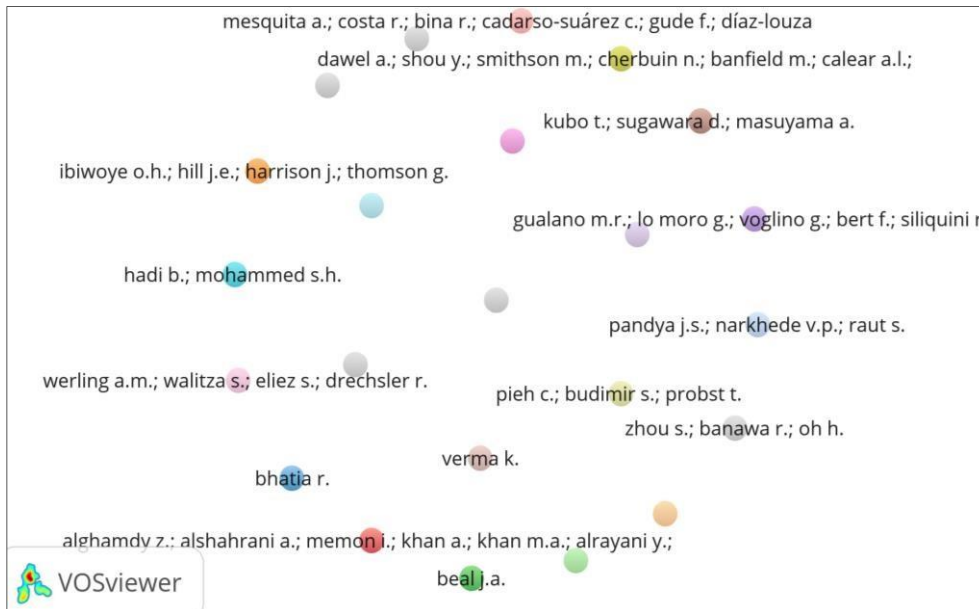 mesquita a.; costa r.; bina r.; cadarso-suárez c.; gude f.; díaz-louza
dawel a.; shou y.; smithson m.; cherbuin n.; banfield m.; calear a.l.;
kubo t.; sugawara d.; masuyama a.
ibiwoye o.h.; hill j.e.; harrison j.; thomson g.
gualano m.r.; lo moro g.; voglino g.; bert f.; siliquini r
hadi b.; mohammed s.h.
pandya j.s.; narkhede v.p.; raut s.
werling a.m.; walitza s.; eliez s.; drechsler r.
pieh c.; budimir s.; probst t.
zhou s.; banawa r.; oh h.
verma k.
bhatia r.
alghamdy z.; alshahrani a.; memon i.; khan a.; khan m.a.; alrayani y.;
beal j.a.
VOSviewer